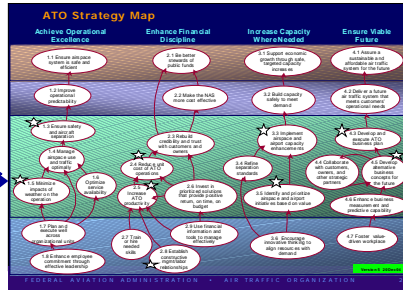 ATO Strategy Map
Achieve Operational
Excellence
Enhance Financial
Discipline
Increase Capacity
Where Needed
Ensure Viable
Future
1.1 Ensure airspace
system is safe and
efficient
2.1 Be better
stewards of
public funds
3.1 Support economic
growth through safe,
targeted capacity
increases
4.1 Assure a
sustainable and
affordable air traffic
system for the future
1.2 Improve
operational
predictability
2.2 Make the NAS
more cost effective
3.2 Build capacity
safely to meet
demand
4.2 Deliver a future
air traffic system that
meets customers'
operational needs
1.3 Ensure safety
and aircraft
separation
2.3 Rebuild
credibility and trust
with customers and
owners
3.3 Implement
airspace and
airport capacity
enhancements
4.3 Develop and
execute ATO
business plan
1.4 Manage
airspace use
and traffic
optimally
2.4 Reduce unit
cost of ATO
operations
3.4 Refine
separation
standards
4.4 Collaborate
with customers,
owners, and
other strategic
partners
4.5 Develop
alternative
business
concepts for
the future
1.5 Minimize
impacts of
weather on the
operation
1.6
Optimize
service
availability
2.5
Increase
ATO
productivity
2.6 Invest in
prioritized solutions
that provide positive
return, on time, on
budget
3.5 Identify and prioritize
airspace and airport
initiatives based on value
4.6 Enhance business
measurement and
predictive capability
1.7 Plan and
execute well
across
organizational units
2.7 Train
or hire
needed
skills
2.9 Use financial
information and
tools to manage
effectively
3.6 Encourage
innovative thinking to
align resources with
demand
4.7 Foster value-
driven workplace
1.8 Enhance employee
commitment through
effective leadership
2.8 Establish
constructive
organizational
relationships
FEDERAL AVIATION ADMINISTRATION AIR TRAFFIC ORGANIZATION